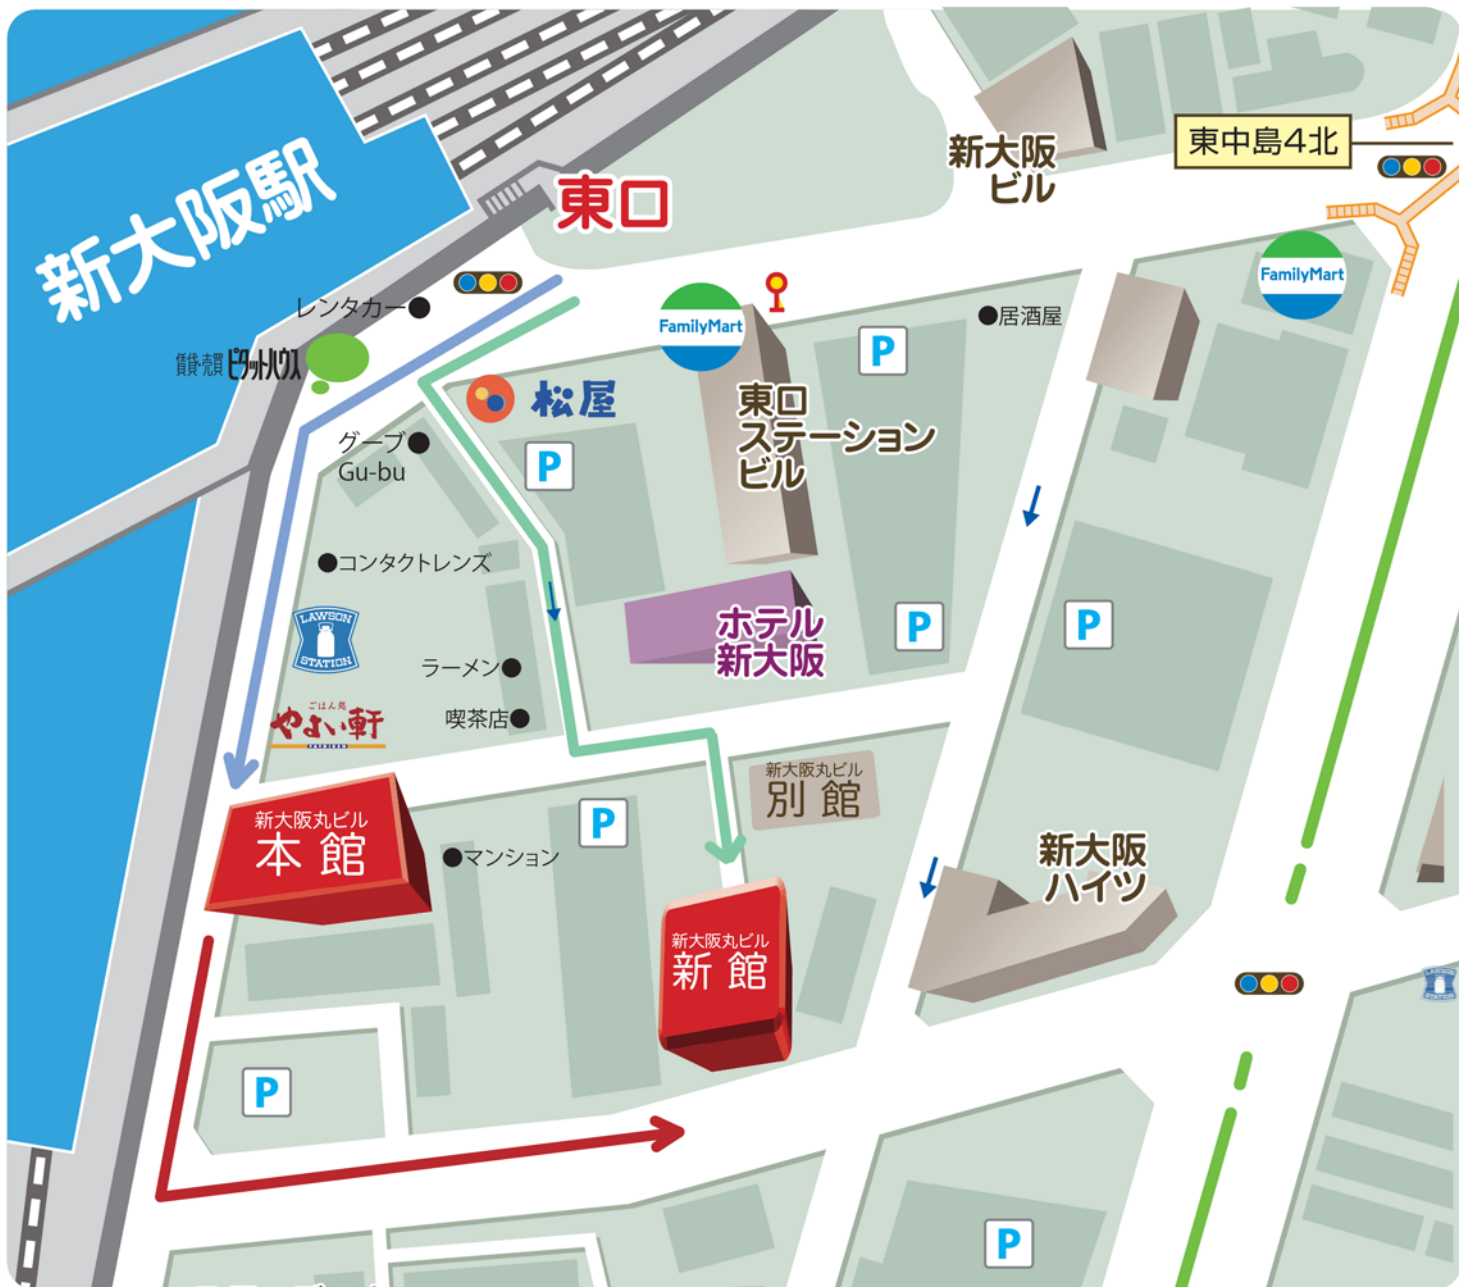 新大阪
ビル
東中島4北
新大阪駅
東口
FamilyMart
レンタカー
FamilyMart
居酒屋
P
賃貸・売買 ピタットハウス
松屋
東口
ステーション
ビル
グーブ
Gu-bu
P
コンタクトレンズ
LAWSON
STATION
ホテル
新大阪
P
P
ラーメン
ごはん処
やよい軒
YAYOIKEN
喫茶店
新大阪丸ビル
別館
新大阪丸ビル
本館
P
マンション
新大阪
ハイツ
新大阪丸ビル
新館
P
P